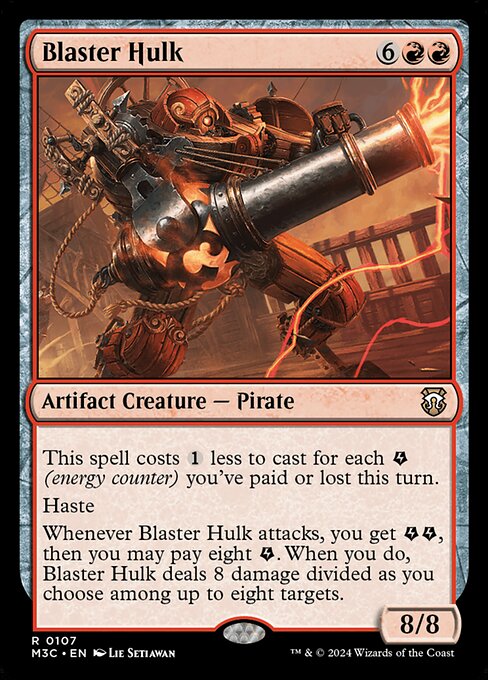 Blaster Hulk 6
Artifact Creature — Pirate
This spell costs 1 less to cast for each
(energy counter) you've paid or lost this turn.
Haste
Whenever Blaster Hulk attacks, you get ,
then you may pay eight . When you do,
Blaster Hulk deals 8 damage divided as you
choose among up to eight targets.
8/8
R 0107
M3C • EN Lie Setiawan
™ & © 2024 Wizards of the Coast